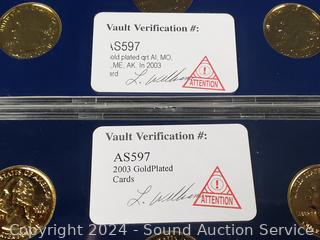 Vault Verification #:
AS597
old plated qrt Al, MO,
,ME, AK. In 2003
ard
ATTENTION
Vault Verification #:
AS597
2003 GoldPlated
Cards
ATTENTION
Copyright 2024 - Sound Auction Service